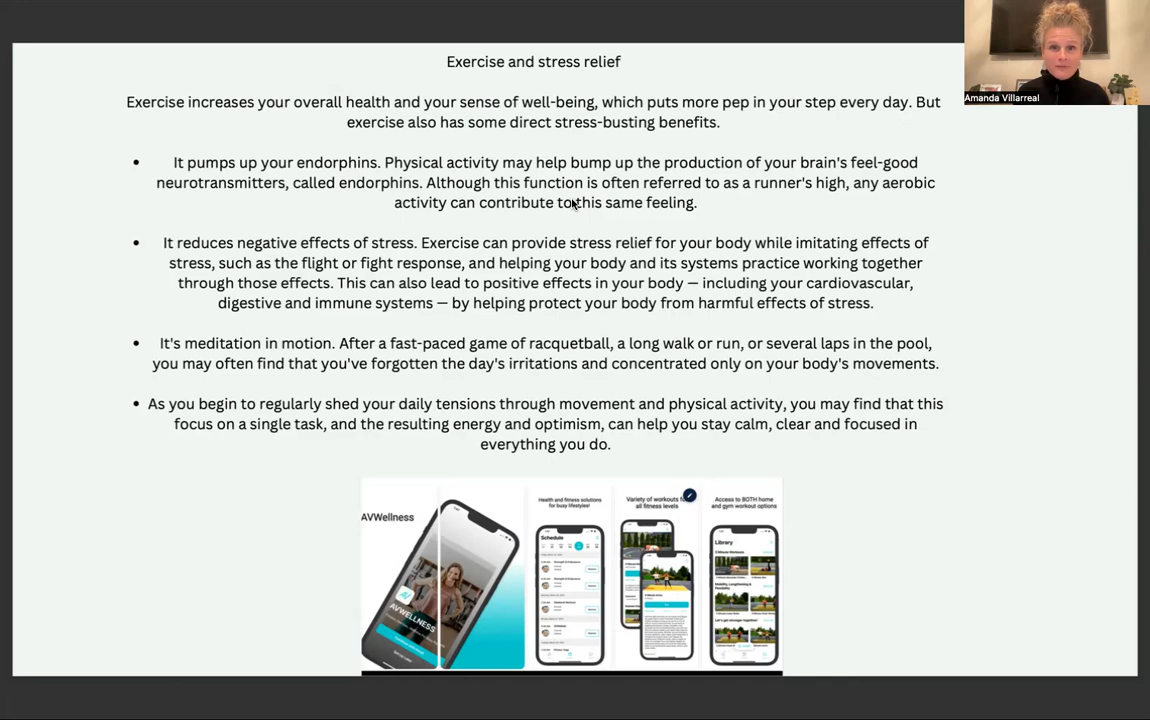 Amanda Villarreal
Exercise and stress relief
Exercise increases your overall health and your sense of well-being, which puts more pep in your step every day. But
exercise also has some direct stress-busting benefits.
• It pumps up your endorphins. Physical activity may help bump up the production of your brain's feel-good
neurotransmitters, called endorphins. Although this function is often referred to as a runner's high, any aerobic
activity can contribute to this same feeling.
• It reduces negative effects of stress. Exercise can provide stress relief for your body while imitating effects of
stress, such as the flight or fight response, and helping your body and its systems practice working together
through those effects. This can also lead to positive effects in your body — including your cardiovascular,
digestive and immune systems — by helping protect your body from harmful effects of stress.
• It's meditation in motion. After a fast-paced game of racquetball, a long walk or run, or several laps in the pool,
you may often find that you've forgotten the day's irritations and concentrated only on your body's movements.
• As you begin to regularly shed your daily tensions through movement and physical activity, you may find that this
focus on a single task, and the resulting energy and optimism, can help you stay calm, clear and focused in
everything you do.
AVWellness
AVWELLNESS
Health and fitness solutions
for busy lifestyles!
Schedule
Variety of workouts
all fitness levels
Access to BOTH home
and gym workout options
Library